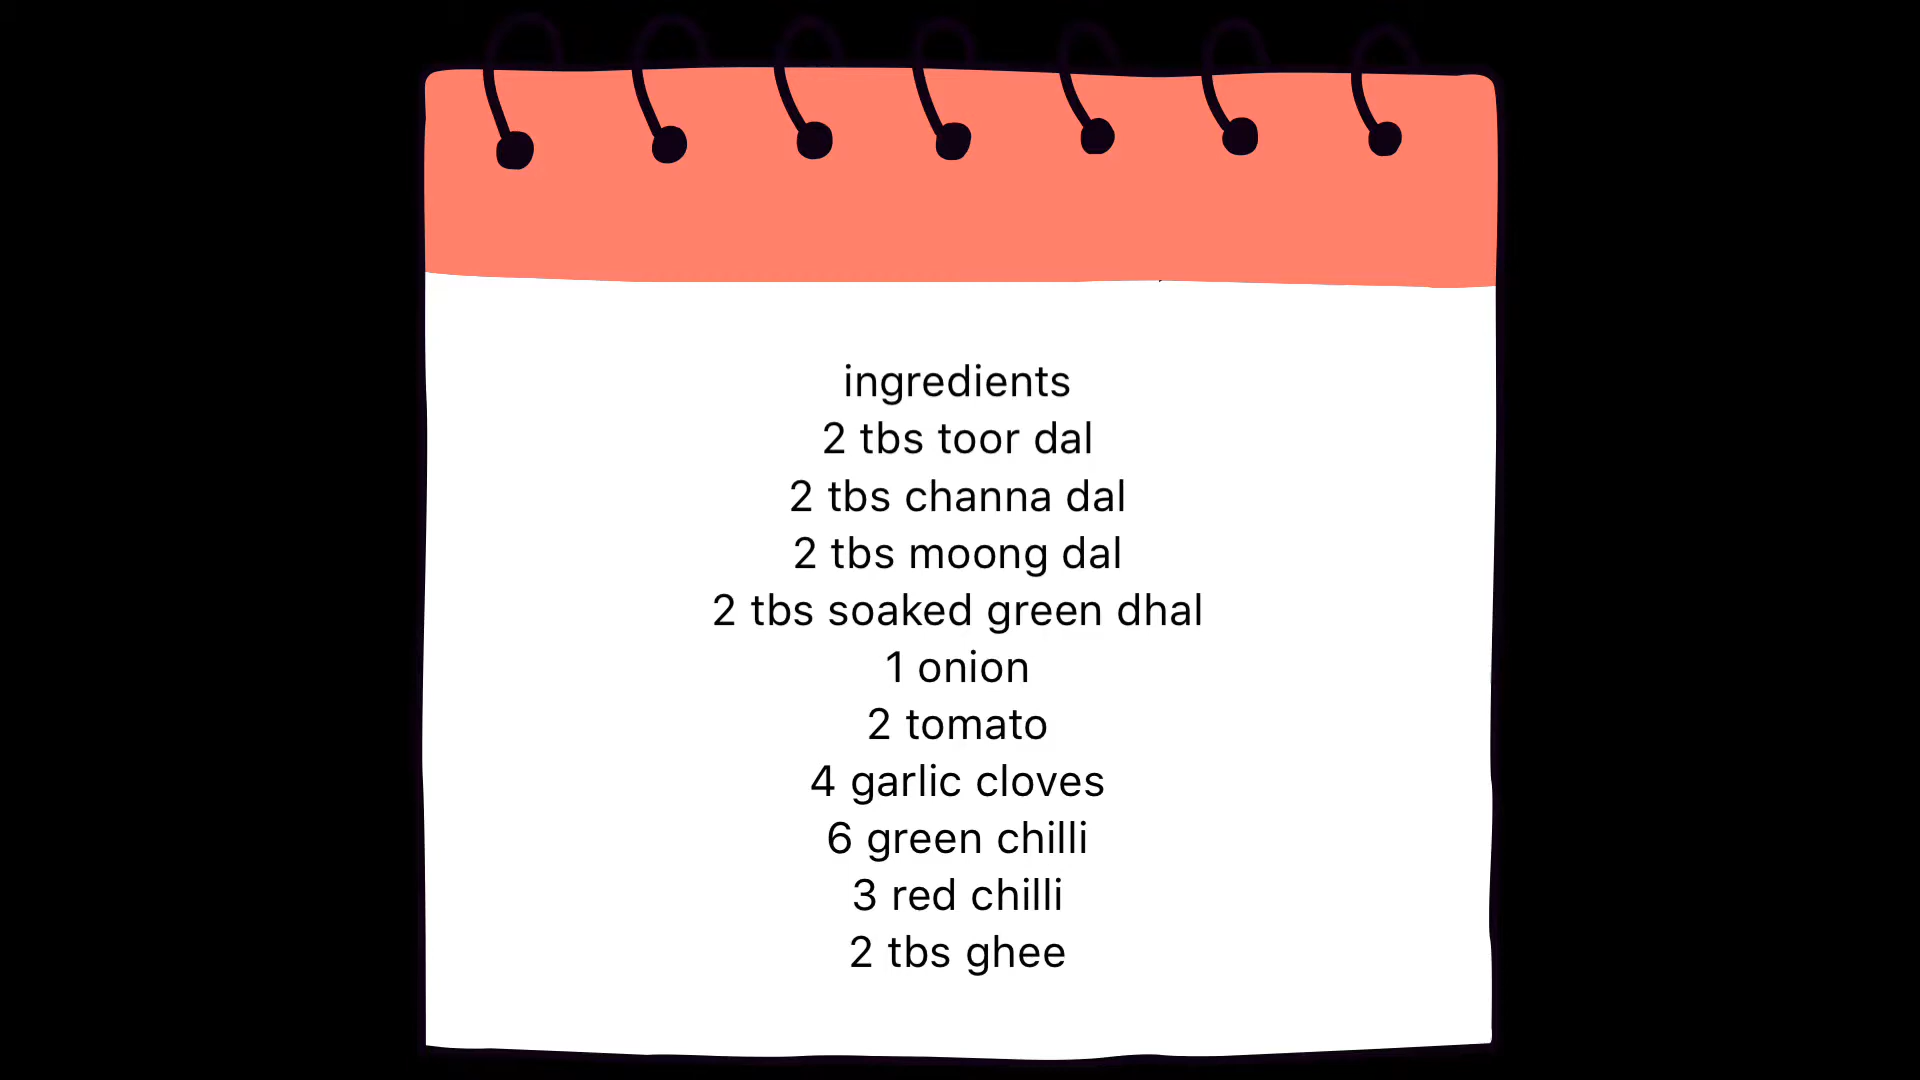 ingredients
2 tbs toor dal
2 tbs channa dal
2 tbs moong dal
2 tbs soaked green dhal
1 onion
2 tomato
4 garlic cloves
6 green chilli
3 red chilli
2 tbs ghee